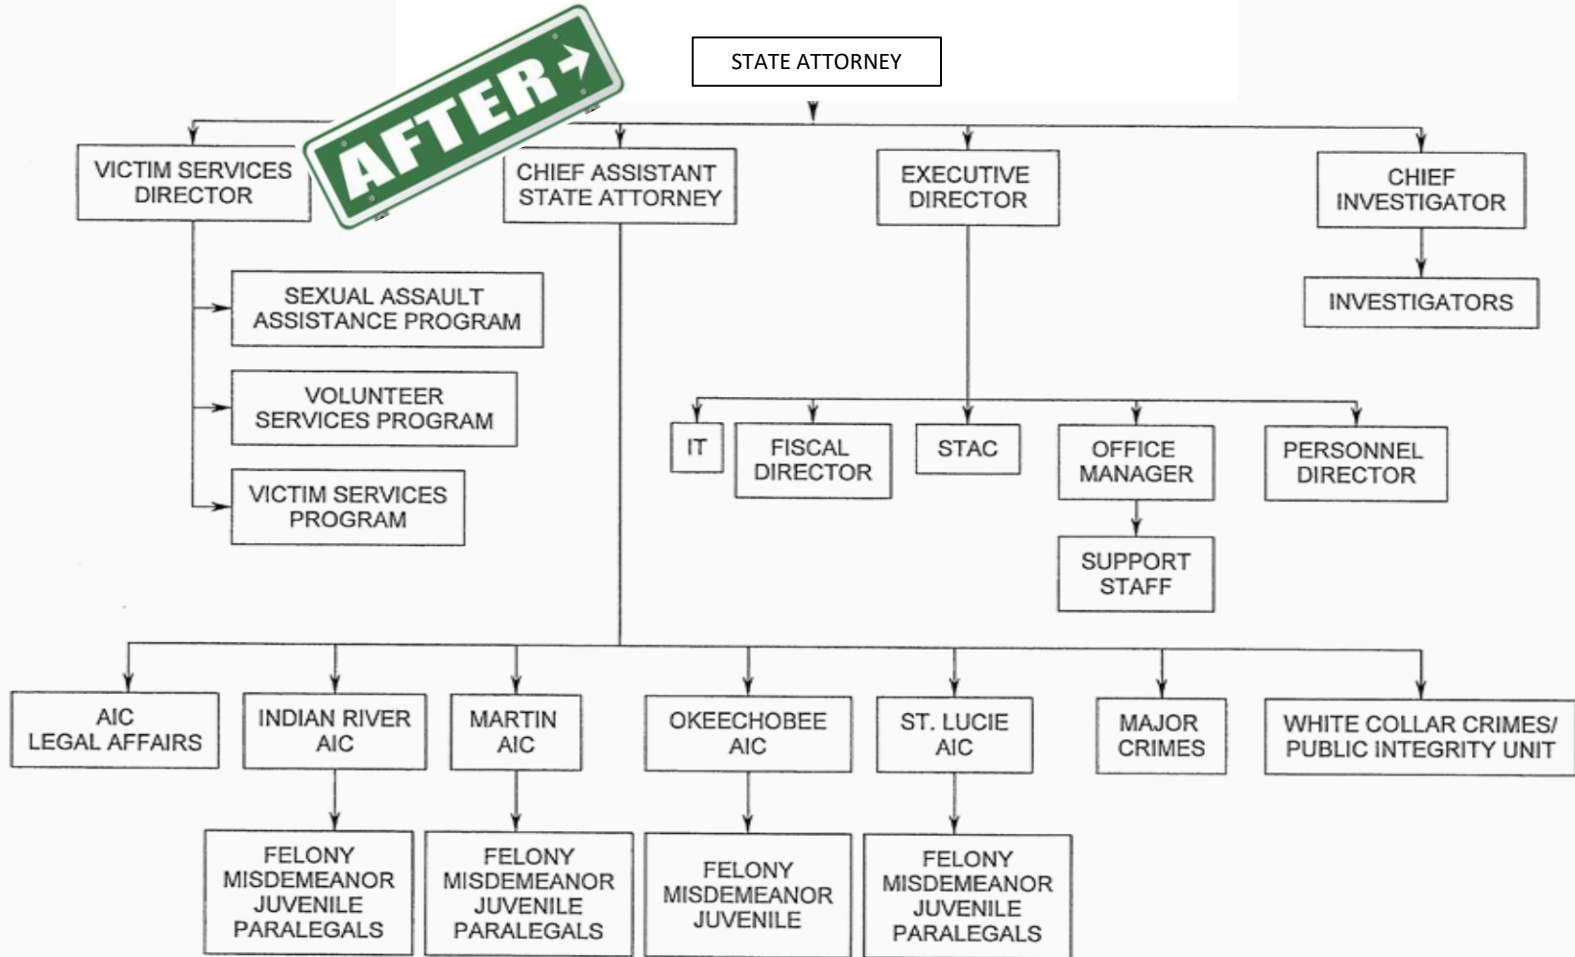 STATE ATTORNEY
AFTER
VICTIM SERVICES
DIRECTOR
CHIEF ASSISTANT
STATE ATTORNEY
EXECUTIVE
DIRECTOR
CHIEF
INVESTIGATOR
SEXUAL ASSAULT
ASSISTANCE PROGRAM
VOLUNTEER
SERVICES PROGRAM
VICTIM SERVICES
PROGRAM
INVESTIGATORS
IT
FISCAL
DIRECTOR
STAC
OFFICE
MANAGER
PERSONNEL
DIRECTOR
SUPPORT
STAFF
AIC
LEGAL AFFAIRS
INDIAN RIVER
AIC
MARTIN
AIC
OKEECHOBEE
AIC
ST. LUCIE
AIC
MAJOR
CRIMES
WHITE COLLAR CRIMES/
PUBLIC INTEGRITY UNIT
FELONY
MISDEMEANOR
JUVENILE
PARALEGALS
FELONY
MISDEMEANOR
JUVENILE
PARALEGALS
FELONY
MISDEMEANOR
JUVENILE
FELONY
MISDEMEANOR
JUVENILE
PARALEGALS